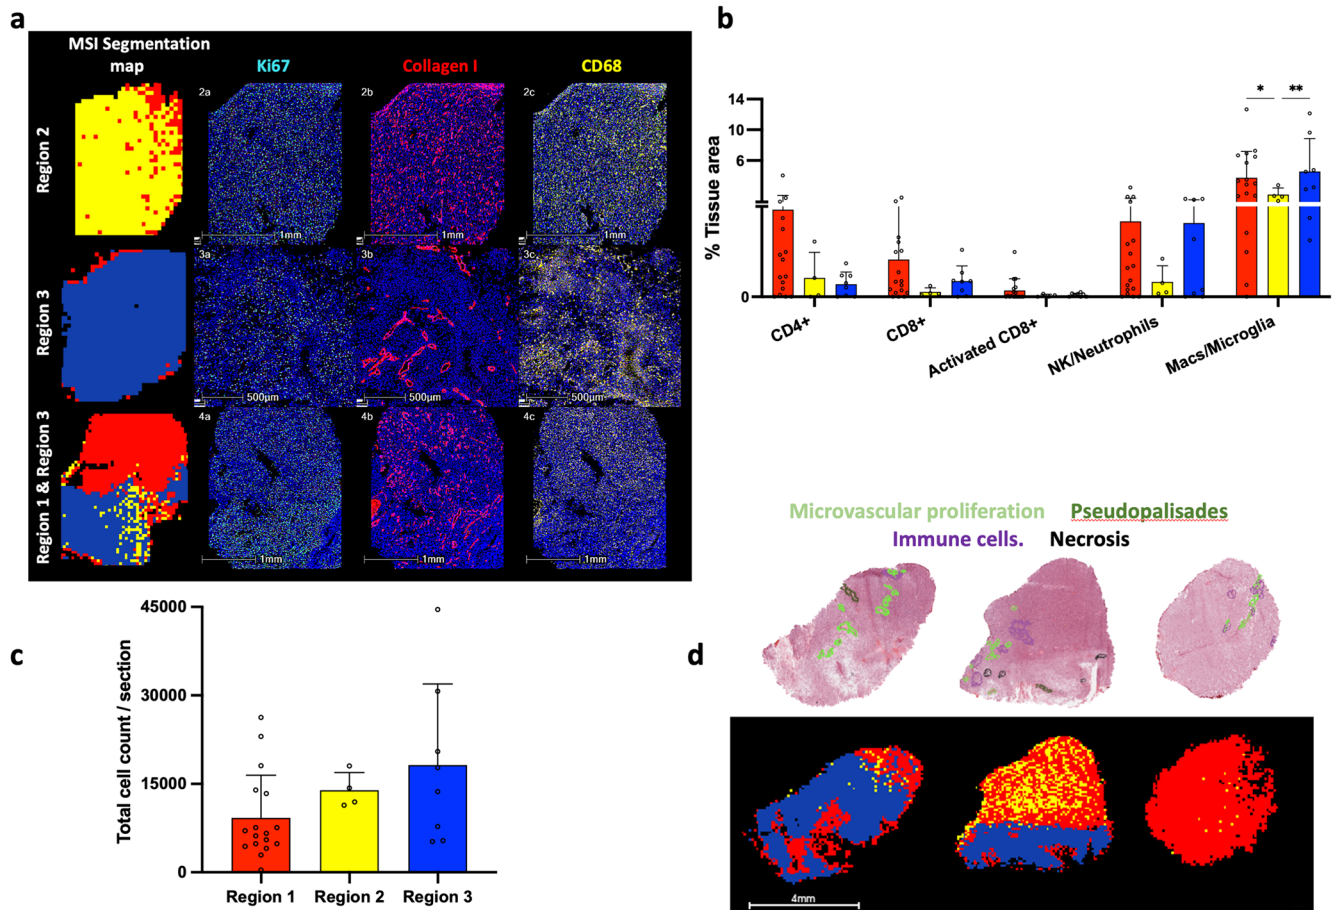 a
MSI Segmentation
map
Ki67
Collagen I
CD68
Region 2
2a
2b
2c
1mm
1mm
1mm
Region 3
3a
3b
3c
500µm
500µm
500µm
Region 1 & Region 3
4a
4b
4c
1mm
1mm
1mm
b
% Tissue area
14
10
6
0
*
**
CD4+
CD8+
Activated CD8+
NK/Neutrophils
Macs/Microglia
c
Total cell count / section
45000
30000
15000
0
Region 1
Region 2
Region 3
d
Microvascular proliferation
Pseudopalisades
Immune cells.
Necrosis
4mm